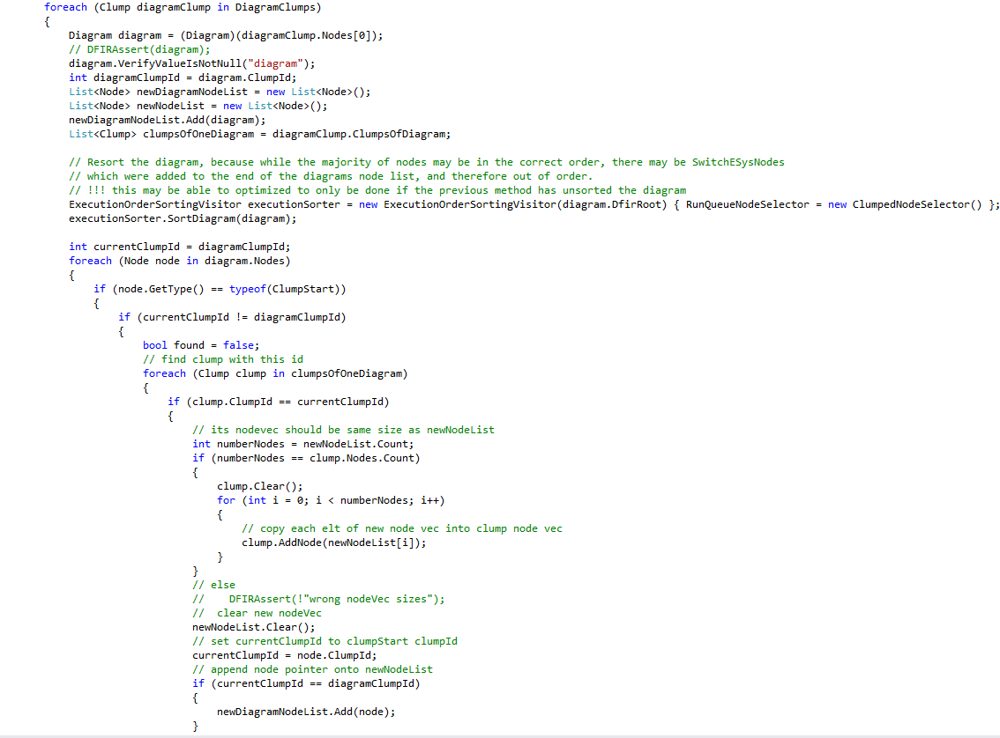 foreach (Clump diagramClump in DiagramClumps)
{
    Diagram diagram = (Diagram)(diagramClump.Nodes[0]);
    // DFIRAssert(diagram);
    diagram.VerifyValueIsNotNull("diagram");
    int diagramClumpId = diagram.ClumpId;
    List<Node> newDiagramNodeList = new List<Node>();
    List<Node> newNodeList = new List<Node>();
    newDiagramNodeList.Add(diagram);
    List<Clump> clumpsOfOneDiagram = diagramClump.ClumpsOfDiagram;

    // Resort the diagram, because while the majority of nodes may be in the correct order, there may be SwitchESysNodes
    // which were added to the end of the diagrams node list, and therefore out of order.
    // !!! this may be able to optimized to only be done if the previous method has unsorted the diagram
    ExecutionOrderSortingVisitor executionSorter = new ExecutionOrderSortingVisitor(diagram.DfirRoot) { RunQueueNodeSelector = new ClumpedNodeSelector() };
    executionSorter.SortDiagram(diagram);

    int currentClumpId = diagramClumpId;
    foreach (Node node in diagram.Nodes)
    {
        if (node.GetType() == typeof(ClumpStart))
        {
            if (currentClumpId != diagramClumpId)
            {
                bool found = false;
                // find clump with this id
                foreach (Clump clump in clumpsOfOneDiagram)
                {
                    if (clump.ClumpId == currentClumpId)
                    {
                        // its nodevec should be same size as newNodeList
                        int numberNodes = newNodeList.Count;
                        if (numberNodes == clump.Nodes.Count)
                        {
                            clump.Clear();
                            for (int i = 0; i < numberNodes; i++)
                            {
                                // copy each elt of new node vec into clump node vec
                                clump.AddNode(newNodeList[i]);
                            }
                        }
                        // else
                        //    DFIRAssert(!"wrong nodeVec sizes");
                        //  clear new nodeVec
                        newNodeList.Clear();
                        // set currentClumpId to clumpStart clumpId
                        currentClumpId = node.ClumpId;
                        // append node pointer onto newNodeList
                        if (currentClumpId == diagramClumpId)
                        {
                            newDiagramNodeList.Add(node);
                        }